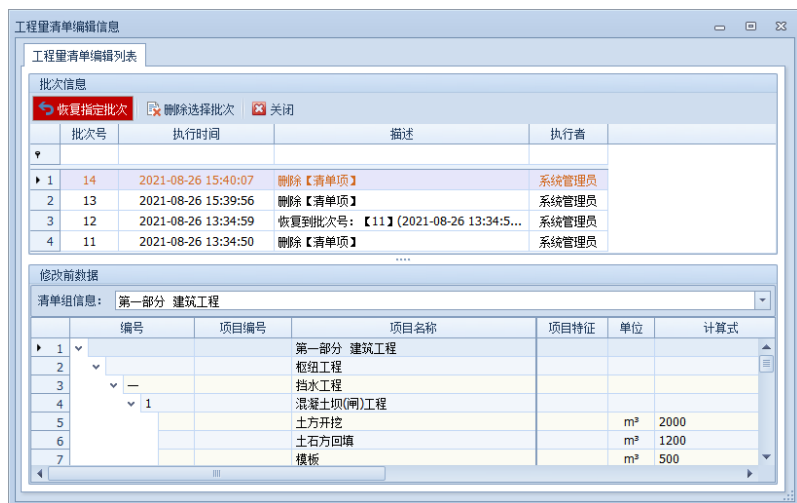 工程量清单编辑信息
工程量清单编辑列表
批次信息
恢复指定批次 删除选择批次 关闭
批次号 执行时间 描述 执行者
1 14 2021-08-26 15:40:07 删除【清单项】 系统管理员
2 13 2021-08-26 15:39:56 删除【清单项】 系统管理员
3 12 2021-08-26 13:34:59 恢复到批次号：【11】(2021-08-26 13:34:5... 系统管理员
4 11 2021-08-26 13:34:50 删除【清单项】 系统管理员
修改前数据
清单组信息： 第一部分 建筑工程
编号 项目编号 项目名称 项目特征 单位 计算式
1 第一部分 建筑工程
2 枢纽工程
3 一 挡水工程
4 1 混凝土坝(闸)工程
5 土方开挖 m³ 2000
6 土石方回填 m³ 1200
7 模板 m³ 500